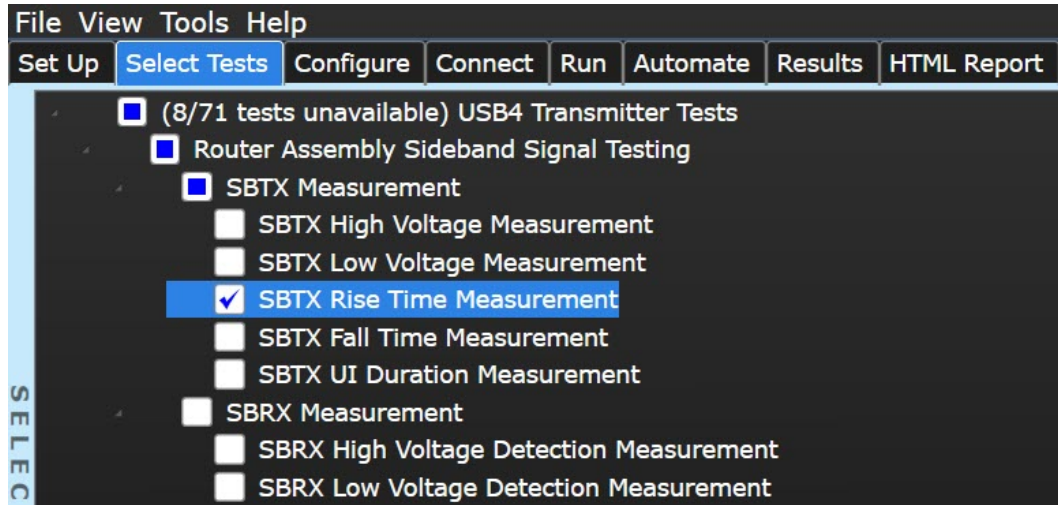 File View Tools Help
Set Up Select Tests Configure Connect Run Automate Results HTML Report
(8/71 tests unavailable) USB4 Transmitter Tests
Router Assembly Sideband Signal Testing
SBTX Measurement
SBTX High Voltage Measurement
SBTX Low Voltage Measurement
SBTX Rise Time Measurement
SBTX Fall Time Measurement
SBTX UI Duration Measurement
SBRX Measurement
SBRX High Voltage Detection Measurement
SBRX Low Voltage Detection Measurement
SELEC